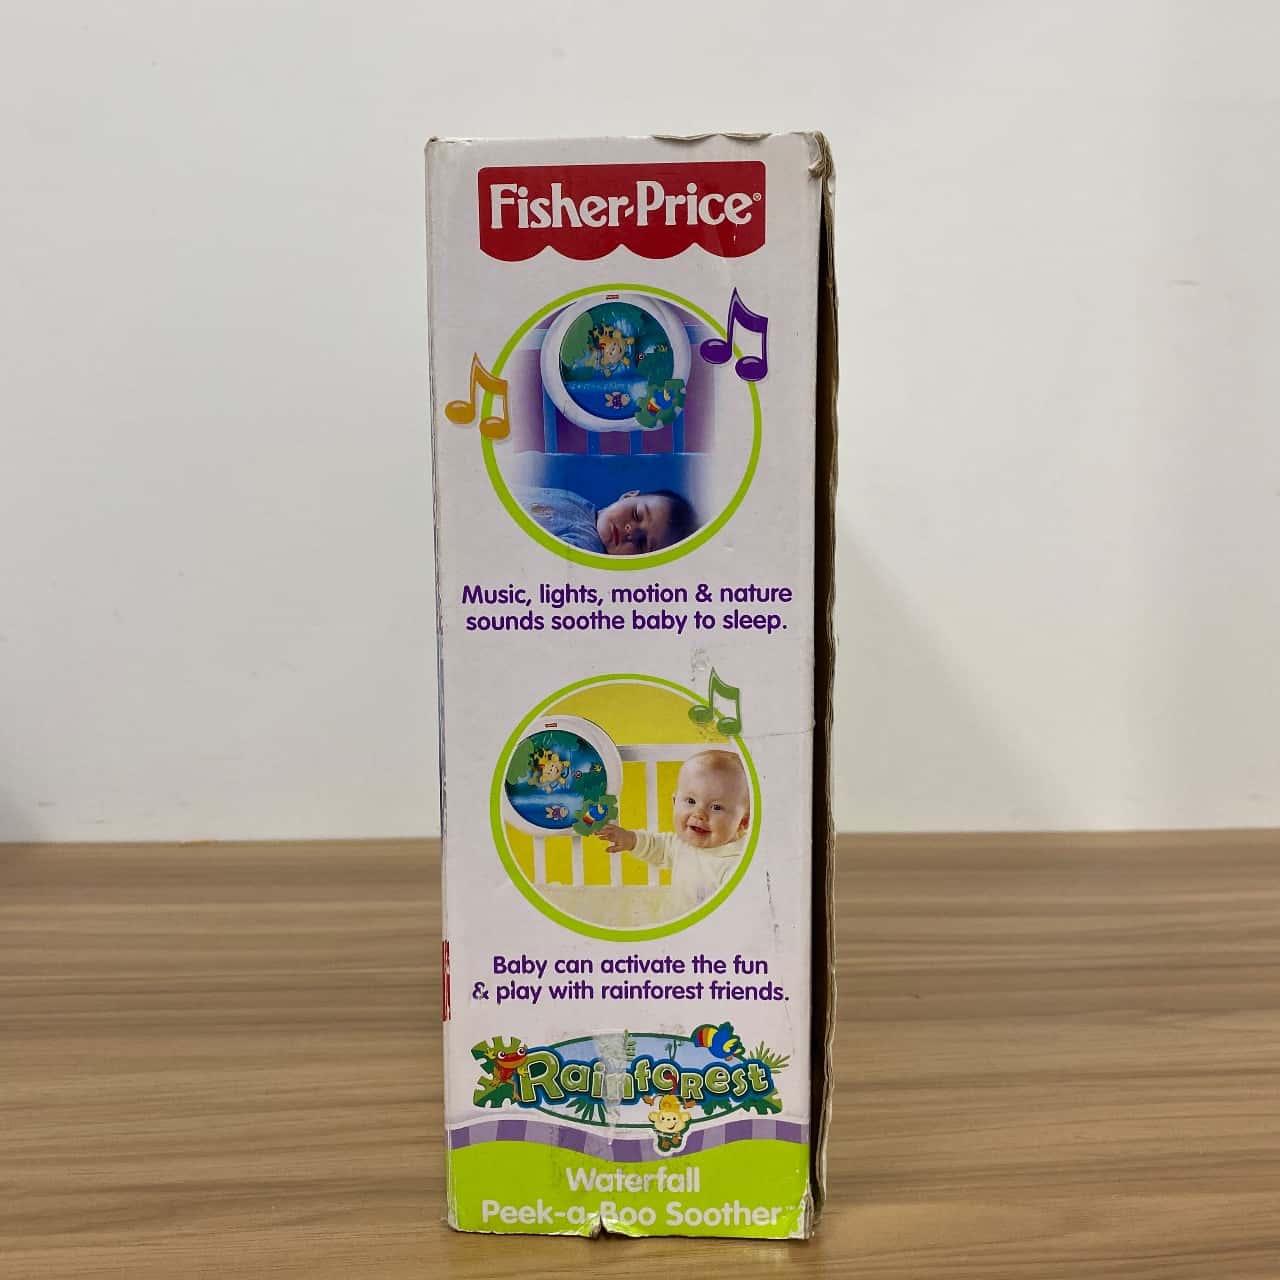 Fisher-Price®
Music, lights, motion & nature
sounds soothe baby to sleep.
Baby can activate the fun
& play with rainforest friends.
Rainforest
Waterfall
Peek-a-Boo Soother™